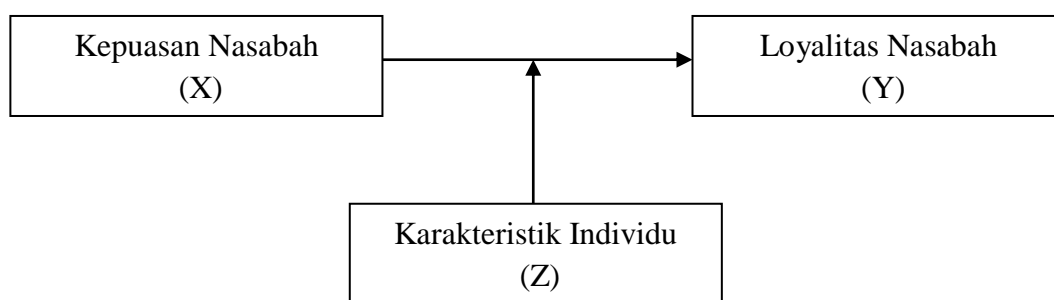 Kepuasan Nasabah
(X)
Loyalitas Nasabah
(Y)
Karakteristik Individu
(Z)